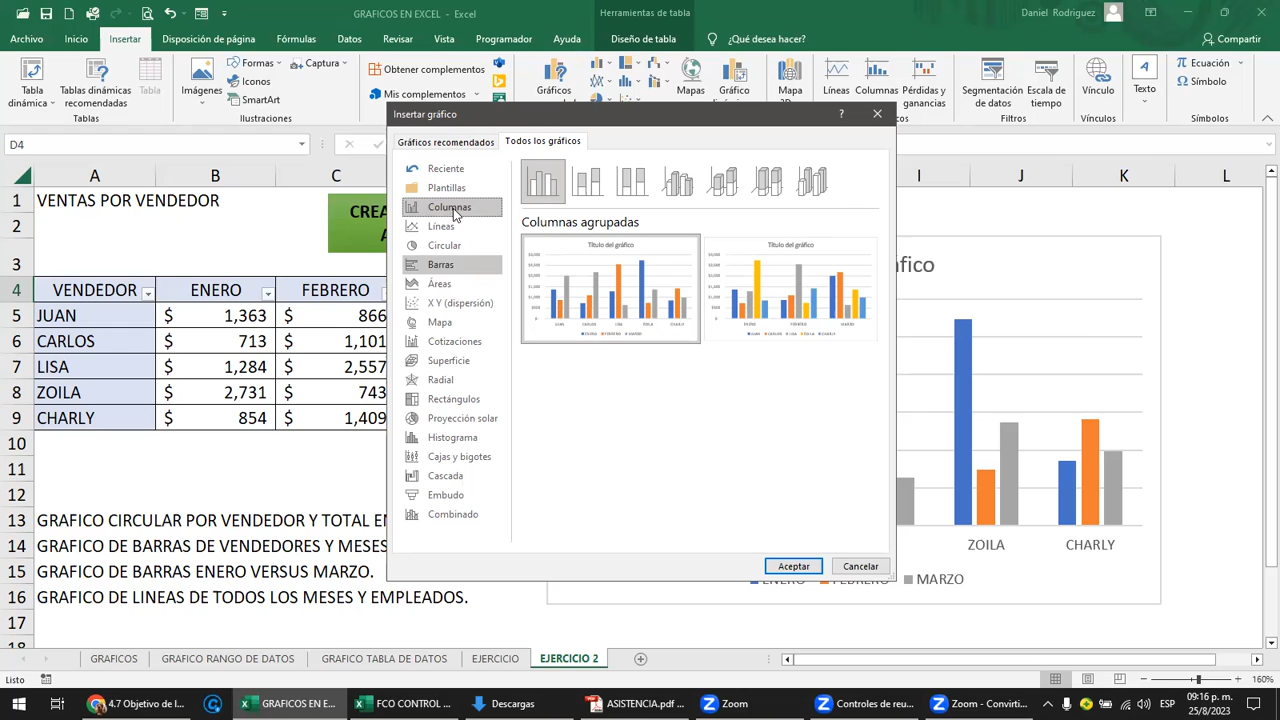 GRAFICOS EN EXCEL - Excel
Herramientas de tabla
Daniel Rodriguez
Archivo Inicio Insertar Disposición de página Fórmulas Datos Revisar Vista Programador Ayuda Diseño de tabla ¿Qué desea hacer? Compartir
Tabla dinámica
Tablas dinámicas recomendadas
Tabla
Tablas
Imágenes
Formas
Iconos
SmartArt
Captura
Ilustraciones
Obtener complementos
Mis complementos
Gráficos
Mapas
Gráfico dinámico
Mapa
Líneas
Columnas
Pérdidas y ganancias
Segmentación de datos
Escala de tiempo
Filtros
Vínculo
Vínculos
Texto
Ecuación
Símbolo
Símbolos
D4
Insertar gráfico
?
Gráficos recomendados
Todos los gráficos
Reciente
Plantillas
Columnas
Líneas
Circular
Barras
Áreas
X Y (dispersión)
Mapa
Cotizaciones
Superficie
Radial
Rectángulos
Proyección solar
Histograma
Cajas y bigotes
Cascada
Embudo
Combinado
Columnas agrupadas
Título del gráfico
Título del gráfico
Aceptar
Cancelar
A B C I J K L
1 VENTAS POR VENDEDOR
2
3
4 VENDEDOR ENERO FEBRERO
5 JUAN $ 1,363 $ 866
6 CARLOS $ 713 $ 1,101
7 LISA $ 1,284 $ 2,557
8 ZOILA $ 2,731 $ 743
9 CHARLY $ 854 $ 1,409
10
11
12
13 GRAFICO CIRCULAR POR VENDEDOR Y TOTAL EN
14 GRAFICO DE BARRAS DE VENDEDORES Y MESES
15 GRAFICO DE BARRAS ENERO VERSUS MARZO.
16 GRAFICO DE LINEAS DE TODOS LOS MESES Y EMPLEADOS.
17
18
ZOILA CHARLY
ENERO FEBRERO MARZO
GRAFICOS GRAFICO RANGO DE DATOS GRAFICO TABLA DE DATOS EJERCICIO EJERCICIO 2
Listo
160%
4.7 Objetivo de l...
GRAFICOS EN E...
FCO CONTROL ...
Descargas
ASISTENCIA.pdf ...
Zoom
Controles de reu...
Zoom - Convirti...
ESP
09:16 p. m.
25/8/2023